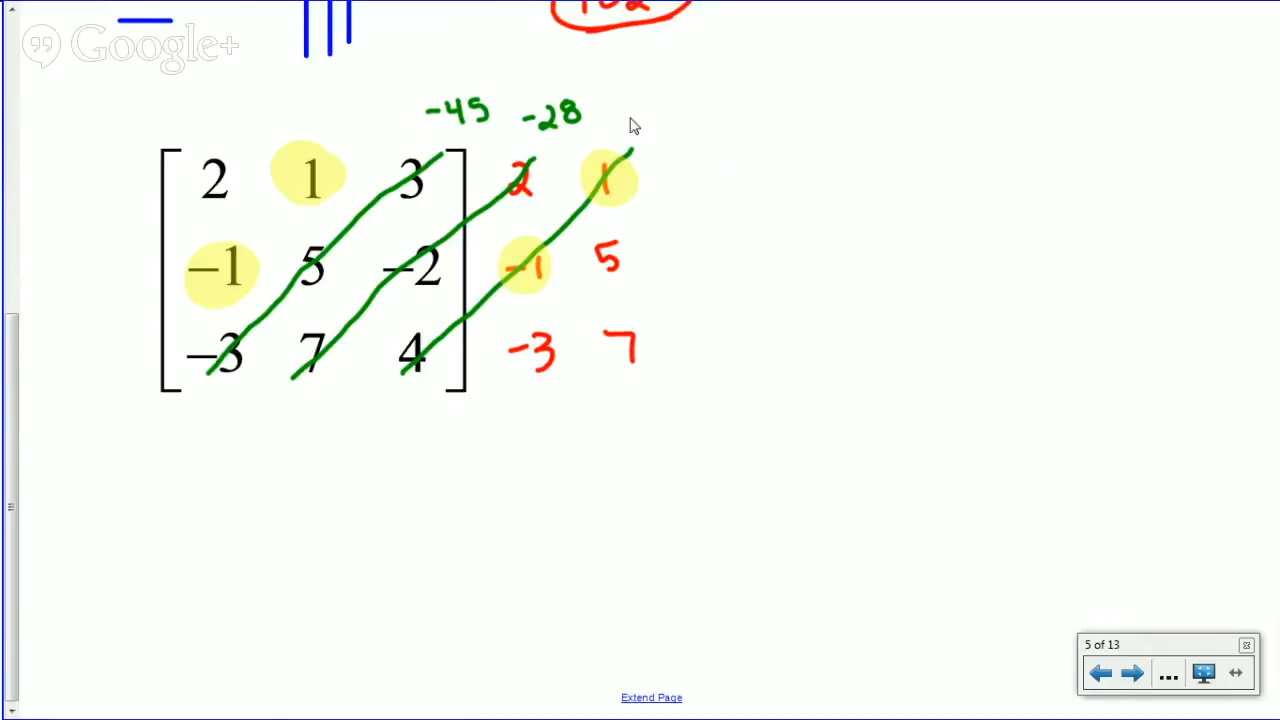 Google+
-45 -28
2 1 3 2 1
-1 5 -2 -1 5
-3 7 4 -3 7
5 of 13
...
Extend Page